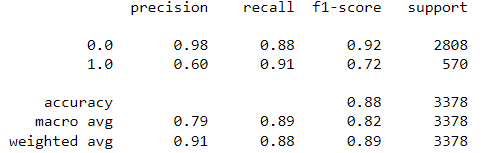 precision recall f1-score support
0.0 0.98 0.88 0.92 2808
1.0 0.60 0.91 0.72 570
accuracy 0.88 3378
macro avg 0.79 0.89 0.82 3378
weighted avg 0.91 0.88 0.89 3378